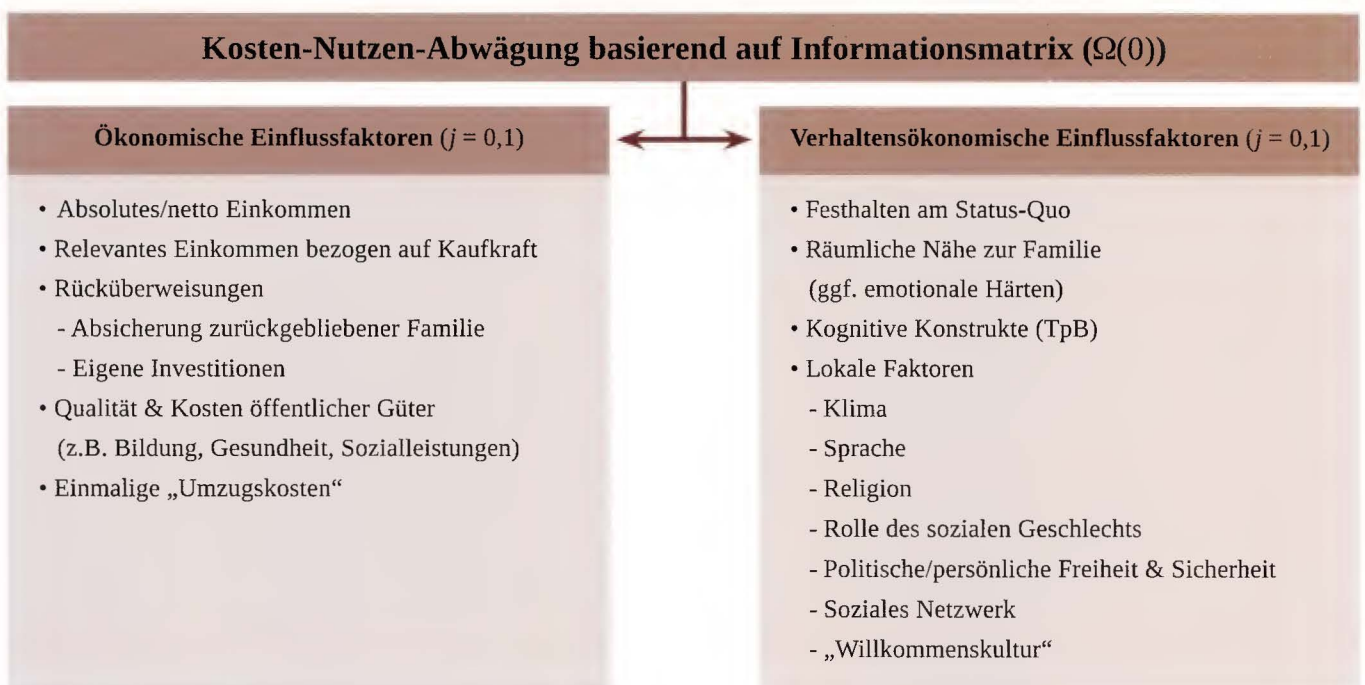 Kosten-Nutzen-Abwägung basierend auf Informationsmatrix (Ω(0))
Ökonomische Einflussfaktoren (j = 0,1)
• Absolutes/netto Einkommen
• Relevantes Einkommen bezogen auf Kaufkraft
• Rücküberweisungen
- Absicherung zurückgebliebener Familie
- Eigene Investitionen
• Qualität & Kosten öffentlicher Güter
(z.B. Bildung, Gesundheit, Sozialleistungen)
• Einmalige „Umzugskosten“
Verhaltensökonomische Einflussfaktoren (j = 0,1)
• Festhalten am Status-Quo
• Räumliche Nähe zur Familie
(ggf. emotionale Härten)
• Kognitive Konstrukte (TpB)
• Lokale Faktoren
- Klima
- Sprache
- Religion
- Rolle des sozialen Geschlechts
- Politische/persönliche Freiheit & Sicherheit
- Soziales Netzwerk
- „Willkommenskultur“